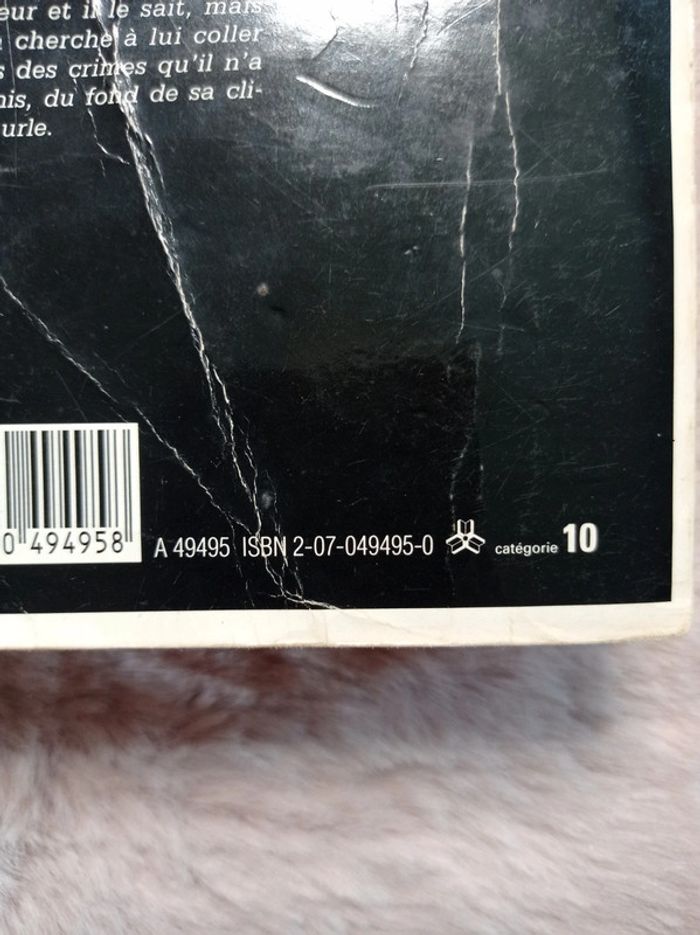 eur et il le sait, mais
cherche à lui coller
s des crimes qu'il n'a
is, du fond de sa cli-
urle.
0 494958
A 49495 ISBN 2-07-049495-0 catégorie 10